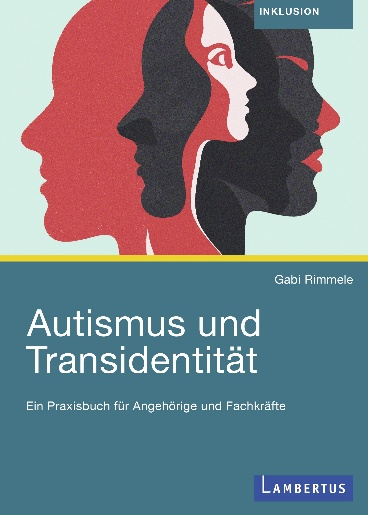 INKLUSION
Gabi Rimmele
Autismus und
Transidentität
Ein Praxisbuch für Angehörige und Fachkräfte
LAMBERTUS